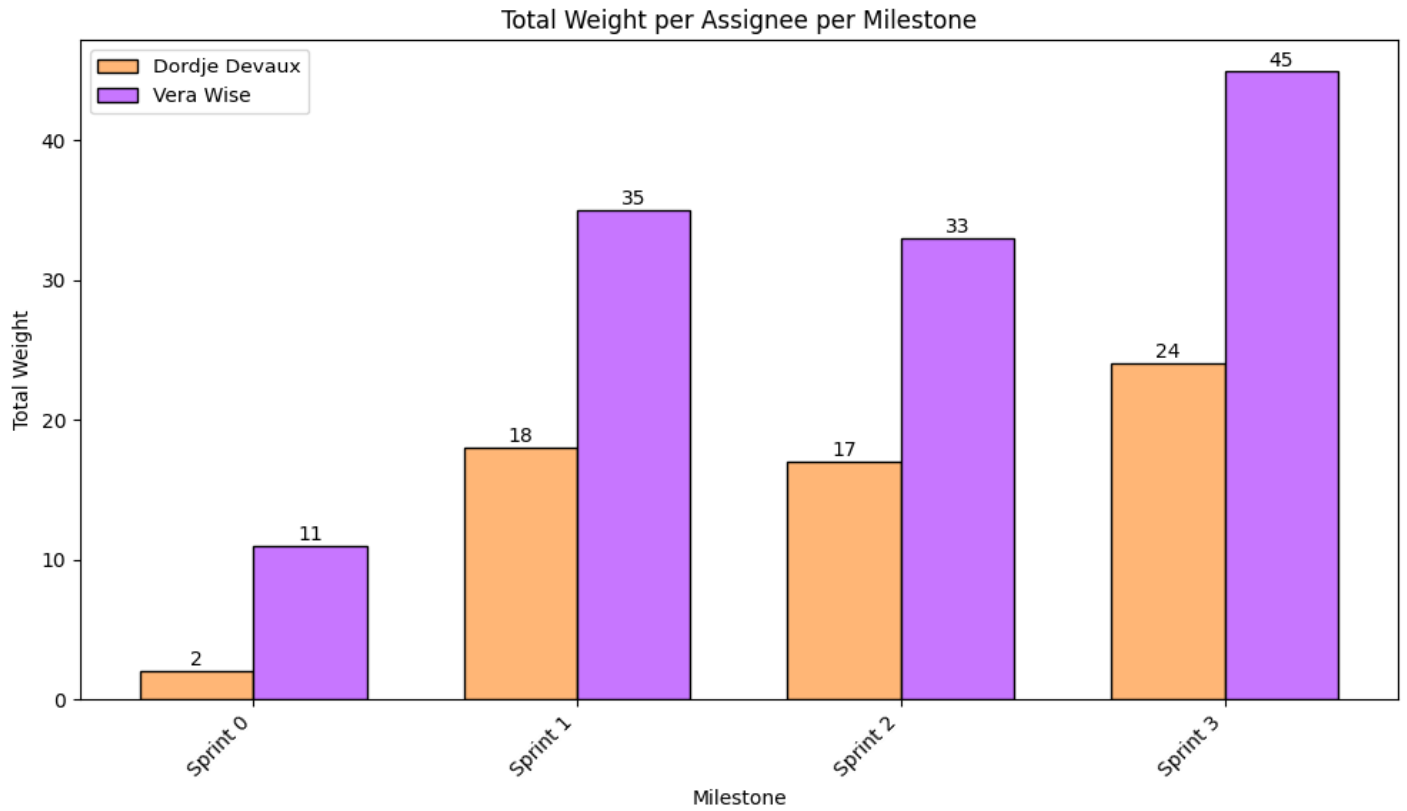 Total Weight per Assignee per Milestone
Dordje Devaux
Vera Wise
Total Weight
40
30
20
10
0
2
11
18
35
17
33
24
45
Sprint 0
Sprint 1
Sprint 2
Sprint 3
Milestone